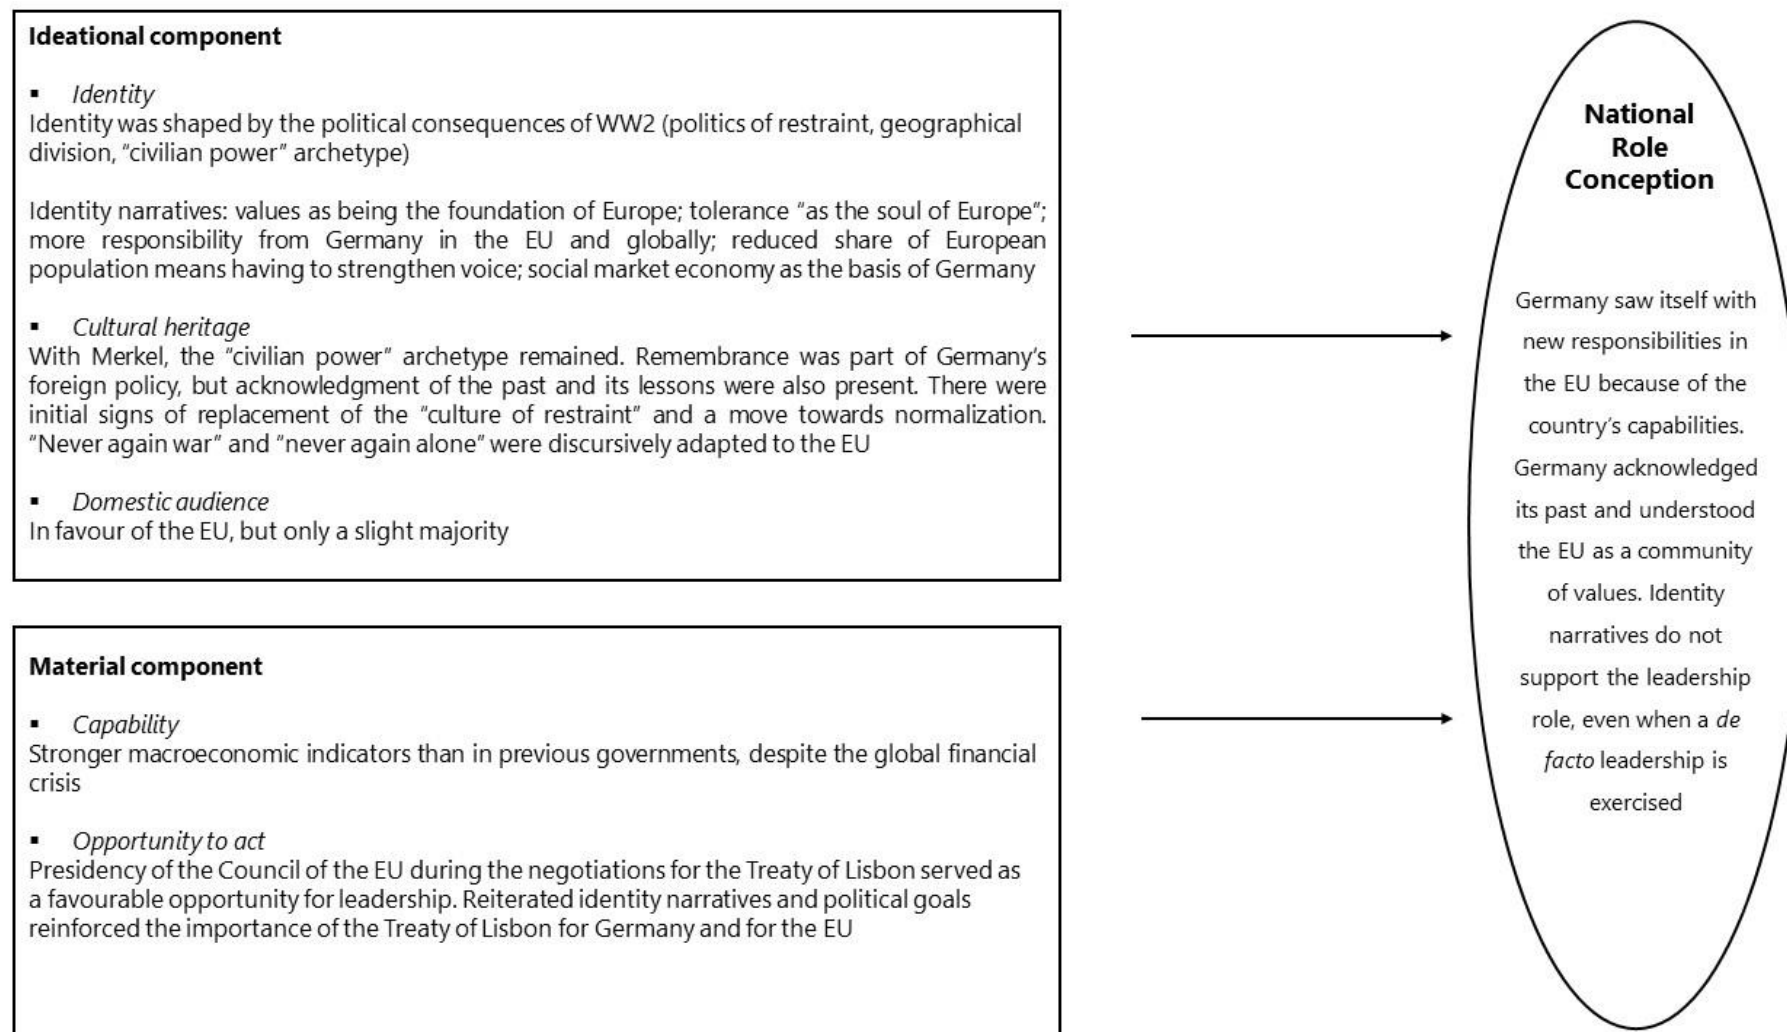 Ideational component
▪ Identity
Identity was shaped by the political consequences of WW2 (politics of restraint, geographical
division, "civilian power" archetype)
Identity narratives: values as being the foundation of Europe; tolerance "as the soul of Europe";
more responsibility from Germany in the EU and globally; reduced share of European
population means having to strengthen voice; social market economy as the basis of Germany
▪ Cultural heritage
With Merkel, the "civilian power" archetype remained. Remembrance was part of Germany's
foreign policy, but acknowledgment of the past and its lessons were also present. There were
initial signs of replacement of the "culture of restraint" and a move towards normalization.
"Never again war" and "never again alone" were discursively adapted to the EU
▪ Domestic audience
In favour of the EU, but only a slight majority
Material component
▪ Capability
Stronger macroeconomic indicators than in previous governments, despite the global financial
crisis
▪ Opportunity to act
Presidency of the Council of the EU during the negotiations for the Treaty of Lisbon served as
a favourable opportunity for leadership. Reiterated identity narratives and political goals
reinforced the importance of the Treaty of Lisbon for Germany and for the EU
National
Role
Conception
Germany saw itself with
new responsibilities in
the EU because of the
country's capabilities.
Germany acknowledged
its past and understood
the EU as a community
of values. Identity
narratives do not
support the leadership
role, even when a de
facto leadership is
exercised